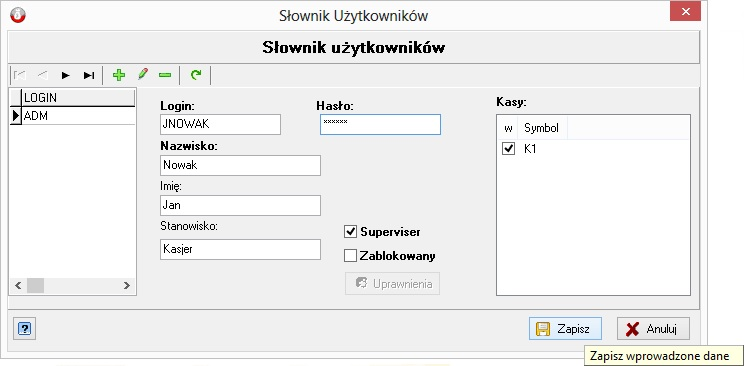 Słownik Użytkowników
Słownik użytkowników
LOGIN
ADM
Login:
JNOWAK
Hasło:
××××××
Nazwisko:
Nowak
Imię:
Jan
Stanowisko:
Kasjer
Superviser
Zablokowany
Uprawnienia
Kasy:
w Symbol
K1
Zapisz
Anuluj
Zapisz wprowadzone dane